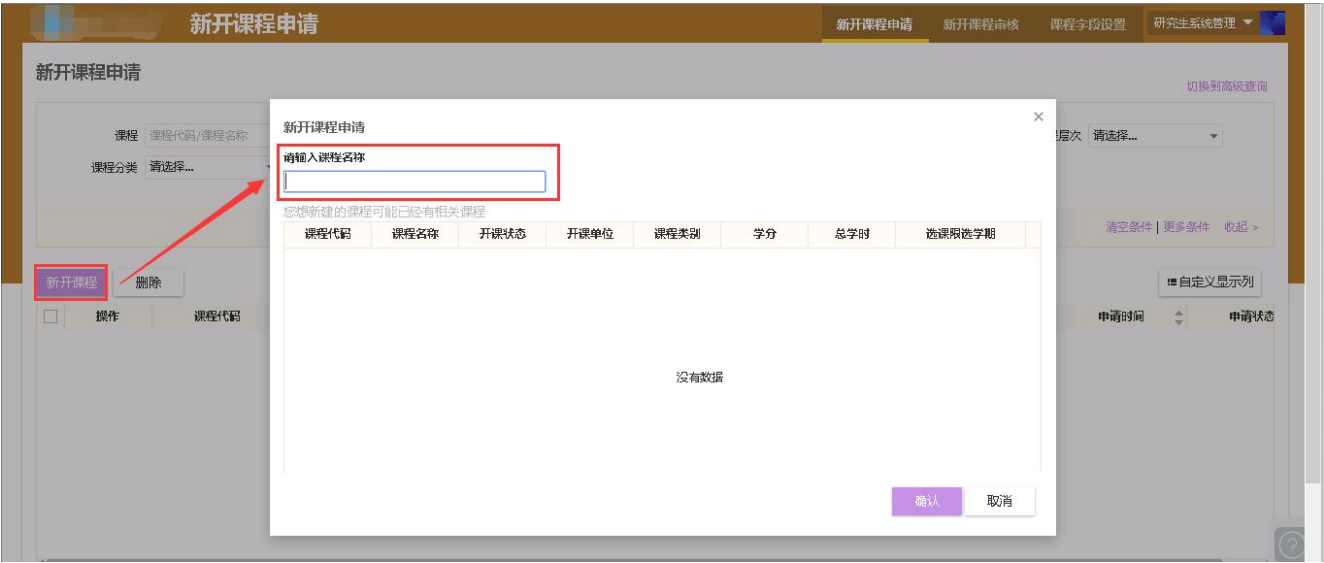 新开课程申请
新开课程申请 新开课程审核 课程字段设置 研究生系统管理
新开课程申请
切换到高级查询
课程 课程代码/课程名称
层次 请选择...
课程分类 请选择...
清空条件 | 更多条件 收起
新开课程 删除
自定义显示列
操作 课程代码
申请时间 申请状态
新开课程申请 ×
请输入课程名称
您想新建的课程可能已经有相关课程
课程代码 课程名称 开课状态 开课单位 课程类别 学分 总学时 选课限选学期
没有数据
确认 取消